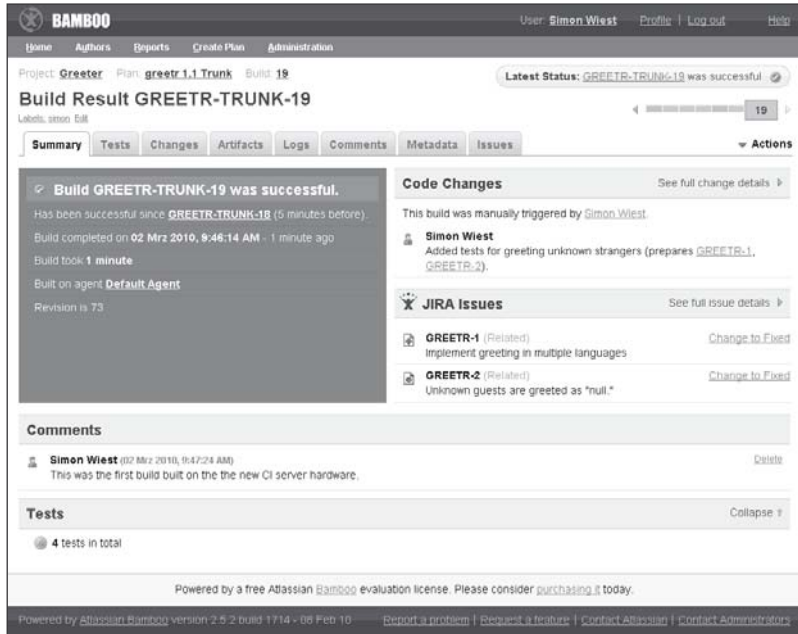 BAMBOO
User: Simon Wiest Profile | Log out Help
Home Authors Reports Create Plan Administration
Project: Greeter Plan: greetr 1.1 Trunk Build: 19
Latest Status: GREETR-TRUNK-19 was successful
Build Result GREETR-TRUNK-19
Labels: simon Edit
19
Summary Tests Changes Artifacts Logs Comments Metadata Issues
Actions
Build GREETR-TRUNK-19 was successful.
Has been successful since GREETR-TRUNK-18 (5 minutes before).
Build completed on 02 Mrz 2010, 9:46:14 AM - 1 minute ago
Build took 1 minute
Built on agent Default Agent
Revision is 73
Code Changes See full change details
This build was manually triggered by Simon Wiest.
Simon Wiest
Added tests for greeting unknown strangers (prepares GREETR-1,
GREETR-2).
JIRA Issues See full issue details
GREETR-1 (Related) Change to Fixed
Implement greeting in multiple languages
GREETR-2 (Related) Change to Fixed
Unknown guests are greeted as "null."
Comments
Simon Wiest (02 Mrz 2010, 9:47:24 AM) Delete
This was the first build built on the the new CI server hardware.
Tests Collapse
4 tests in total
Powered by a free Atlassian Bamboo evaluation license. Please consider purchasing it today.
Powered by Atlassian Bamboo version 2.5.2 build 1714 - 08 Feb 10 Report a problem | Request a feature | Contact Atlassian | Contact Administrators